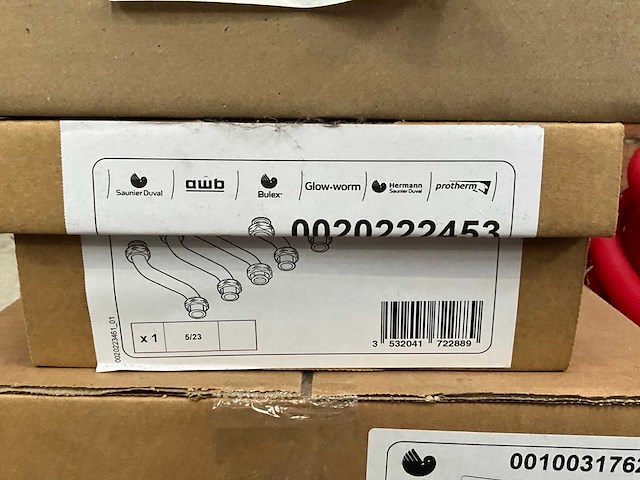 Saunier Duval awb Bulex Glow-worm Hermann Saunier Duval protherm
0020222453
x 1 5/23
0020223461_01
3 532041 722889
0010031762